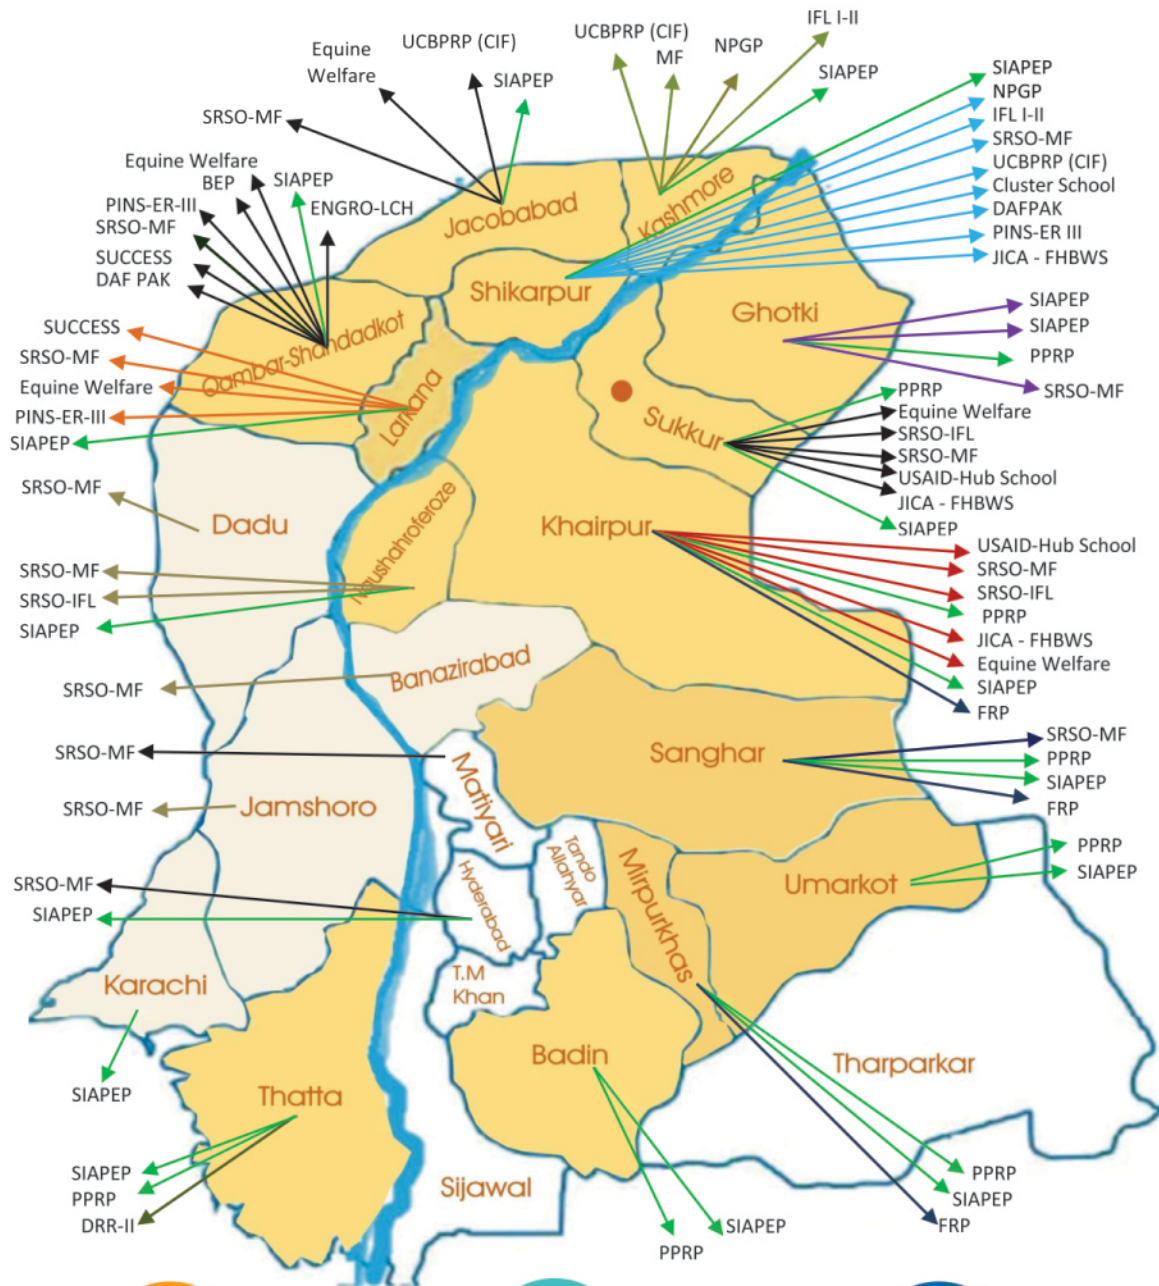 IFL I-II
UCBPRP (CIF)
MF
NPGP
SIAPEP
UCBPRP (CIF)
SIAPEP
Equine
Welfare
SRSO-MF
Equine Welfare
BEP
SIAPEP
PINS-ER-III
SRSO-MF
ENGRO-LCH
SUCCESS
DAF PAK
SIAPEP
NPGP
IFL I-II
SRSO-MF
UCBPRP (CIF)
Cluster School
DAFPAK
PINS-ER III
JICA - FHBWS
Jacobabad
Kashmore
Shikarpur
Ghotki
SIAPEP
SIAPEP
PPRP
SRSO-MF
Qambar-Shandadkot
Larkana
SUCCESS
SRSO-MF
Equine Welfare
PINS-ER-III
SIAPEP
Sukkur
PPRP
Equine Welfare
SRSO-IFL
SRSO-MF
USAID-Hub School
JICA - FHBWS
SIAPEP
SRSO-MF
Dadu
Naushahroferoze
Khairpur
USAID-Hub School
SRSO-MF
SRSO-IFL
PPRP
JICA - FHBWS
Equine Welfare
SIAPEP
FRP
SRSO-MF
SRSO-IFL
SIAPEP
Banazirabad
SRSO-MF
Sanghar
SRSO-MF
PPRP
SIAPEP
FRP
SRSO-MF
Matiyari
SRSO-MF
Jamshoro
Hyderabad
Tando
Allahyar
Mirpurkhas
Umarkot
PPRP
SIAPEP
SRSO-MF
SIAPEP
Karachi
SIAPEP
T.M
Khan
Badin
Tharparkar
Thatta
SIAPEP
PPRP
DRR-II
Sijawal
PPRP
SIAPEP
PPRP
SIAPEP
FRP